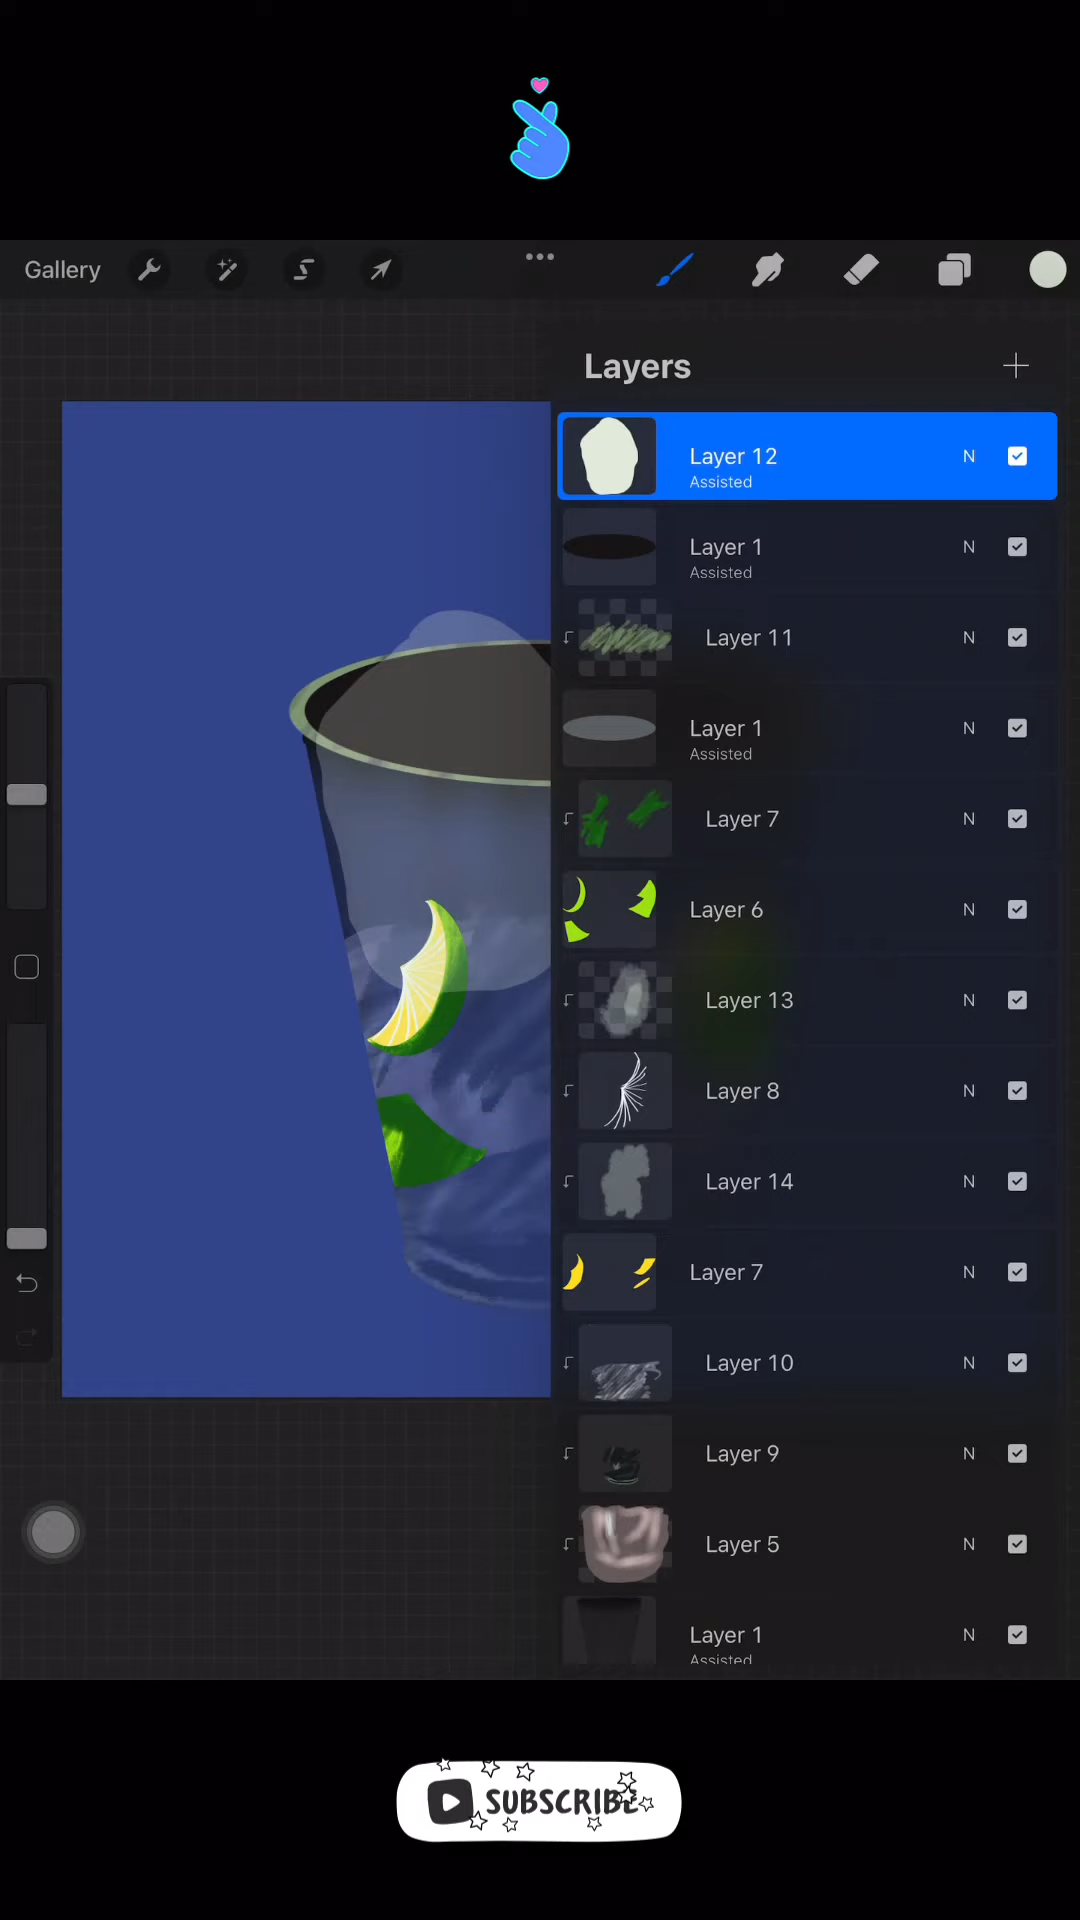 Gallery
Layers
Layer 12
N
Assisted
Layer 1
N
Assisted
Layer 11
N
Layer 1
N
Assisted
Layer 7
N
Layer 6
N
Layer 13
N
Layer 8
N
Layer 14
N
Layer 7
N
Layer 10
N
Layer 9
N
Layer 5
N
Layer 1
N
Assisted
SUBSCRIBE